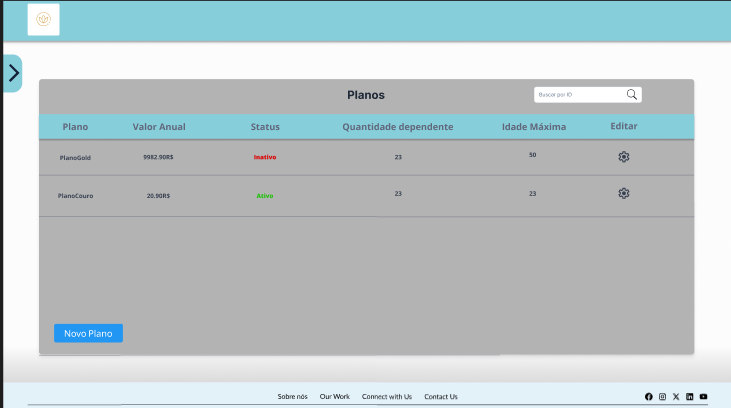 Planos
Buscar por ID
Plano Valor Anual Status Quantidade dependente Idade Máxima Editar
PlanoGold 9982.90R$ Inativo 23 50
PlanoCouro 20.90R$ Ativo 23 23
Novo Plano
Sobre nós Our Work Connect with Us Contact Us